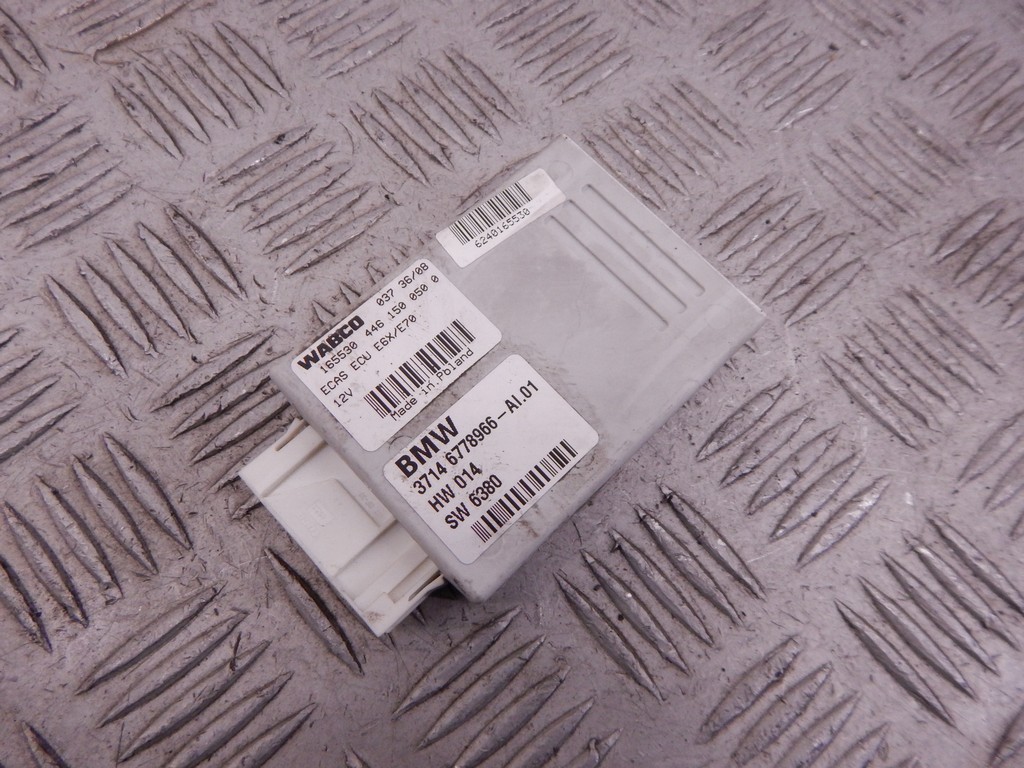 6240165530
WABCO 037 36/08
165530 446 150 050 0
ECAS ECU E6X/E70
12V
Made in Poland
BMW
3714 6778966-AI.01
HW 014
SW 6380